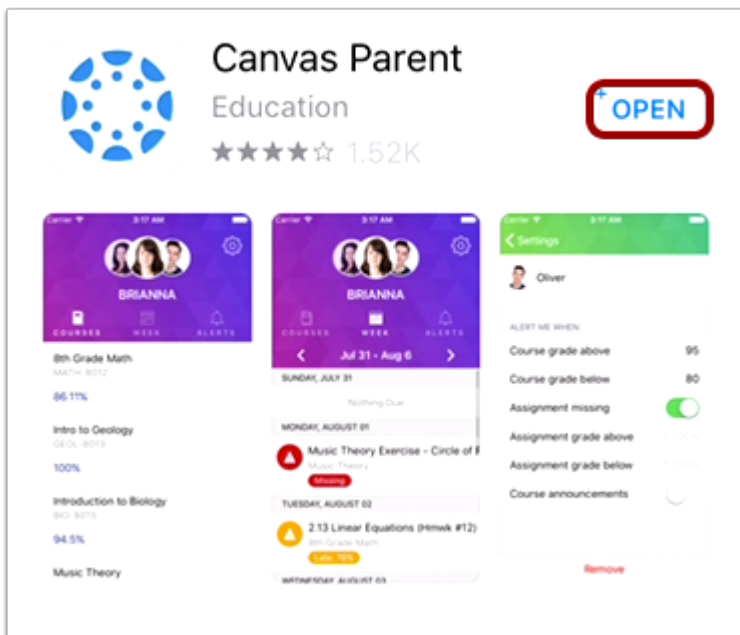 Canvas Parent
Education
OPEN
1.52K
Carrier 3:17 AM
BRIANNA
COURSES WEEK ALERTS
8th Grade Math
MATH-8012
86.11%
Intro to Geology
GEOL-8013
100%
Introduction to Biology
BIO-8015
94.5%
Music Theory
Carrier 3:17 AM
BRIANNA
COURSES WEEK ALERTS
Jul 31 - Aug 6
SUNDAY, JULY 31
Nothing Due
MONDAY, AUGUST 01
Music Theory Exercise - Circle of F
Music Theory
Missing
TUESDAY, AUGUST 02
2.13 Linear Equations (Hmwk #12)
8th Grade Math
Late: 76%
WEDNESDAY, AUGUST 03
Carrier 3:17 AM
Settings
Oliver
ALERT ME WHEN:
Course grade above 95
Course grade below 80
Assignment missing
Assignment grade above
Assignment grade below
Course announcements
Remove